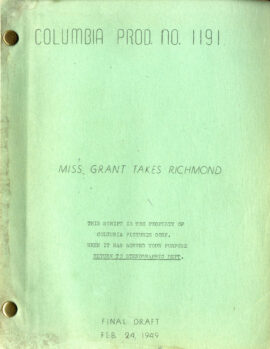 COLUMBIA PROD. NO. 1191
MISS GRANT TAKES RICHMOND
THIS SCRIPT IS THE PROPERTY OF
COLUMBIA PICTURES CORP.
WHEN IT HAS SERVED YOUR PURPOSE
RETURN TO STENOGRAPHIC DEPT.
FINAL DRAFT
FEB. 24, 1949